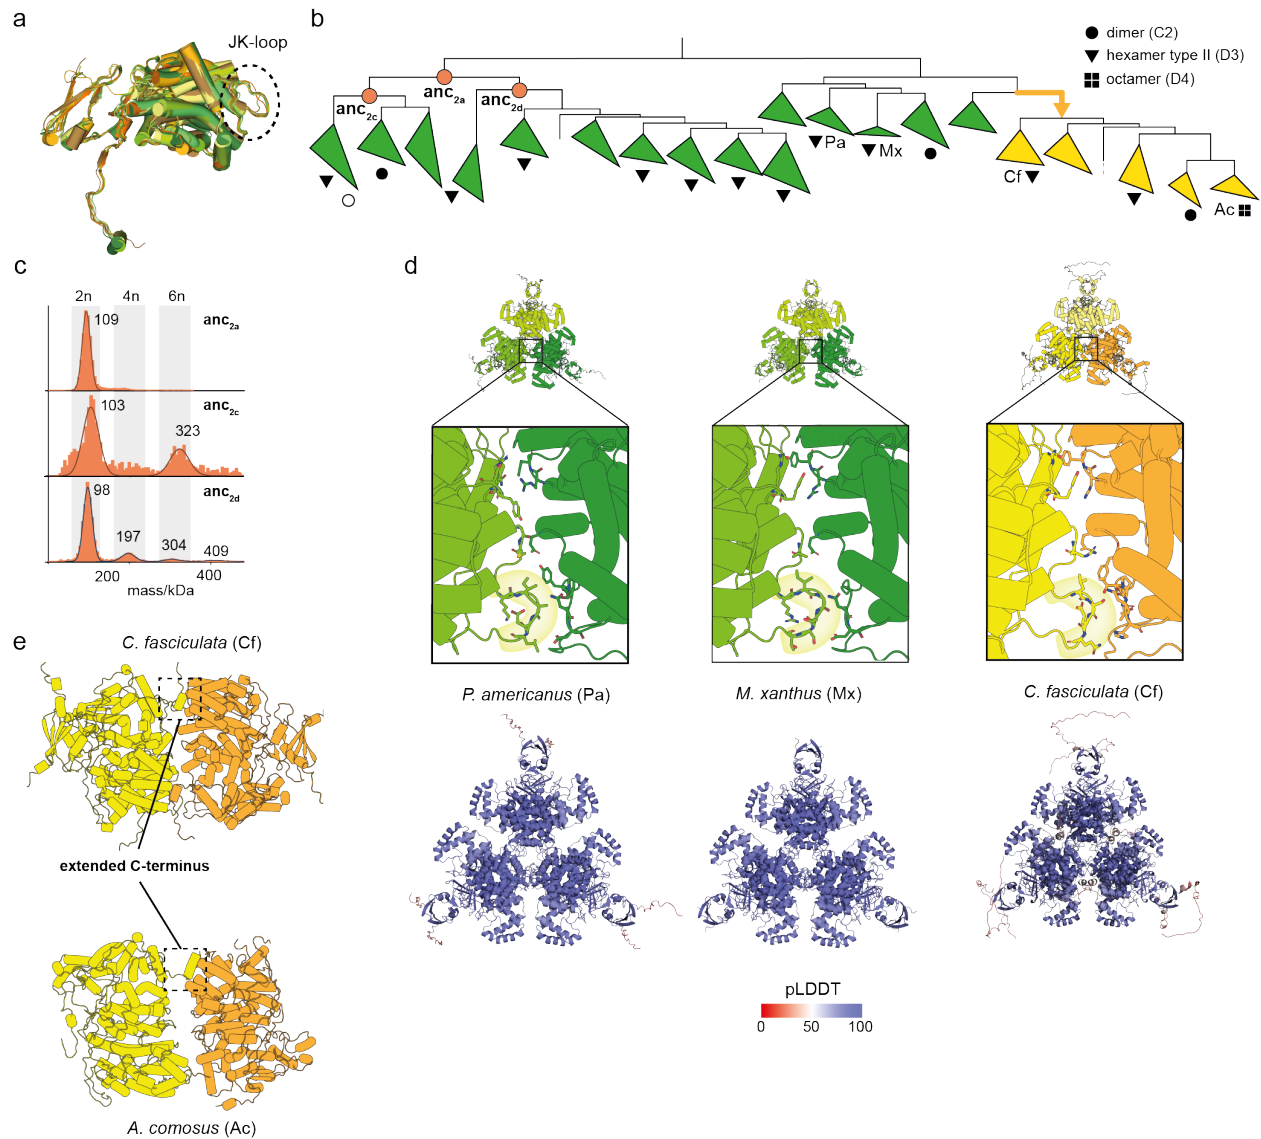 a
JK-loop
b
dimer (C2)
hexamer type II (D3)
octamer (D4)
anc2a
anc2c
anc2d
Pa
Mx
Cf
Ac
c
2n 4n 6n
109
anc2a
103
323
anc2c
98
197
304
409
anc2d
200 400
mass/kDa
d
P. americanus (Pa)
M. xanthus (Mx)
C. fasciculata (Cf)
pLDDT
0 50 100
e
C. fasciculata (Cf)
extended C-terminus
A. comosus (Ac)